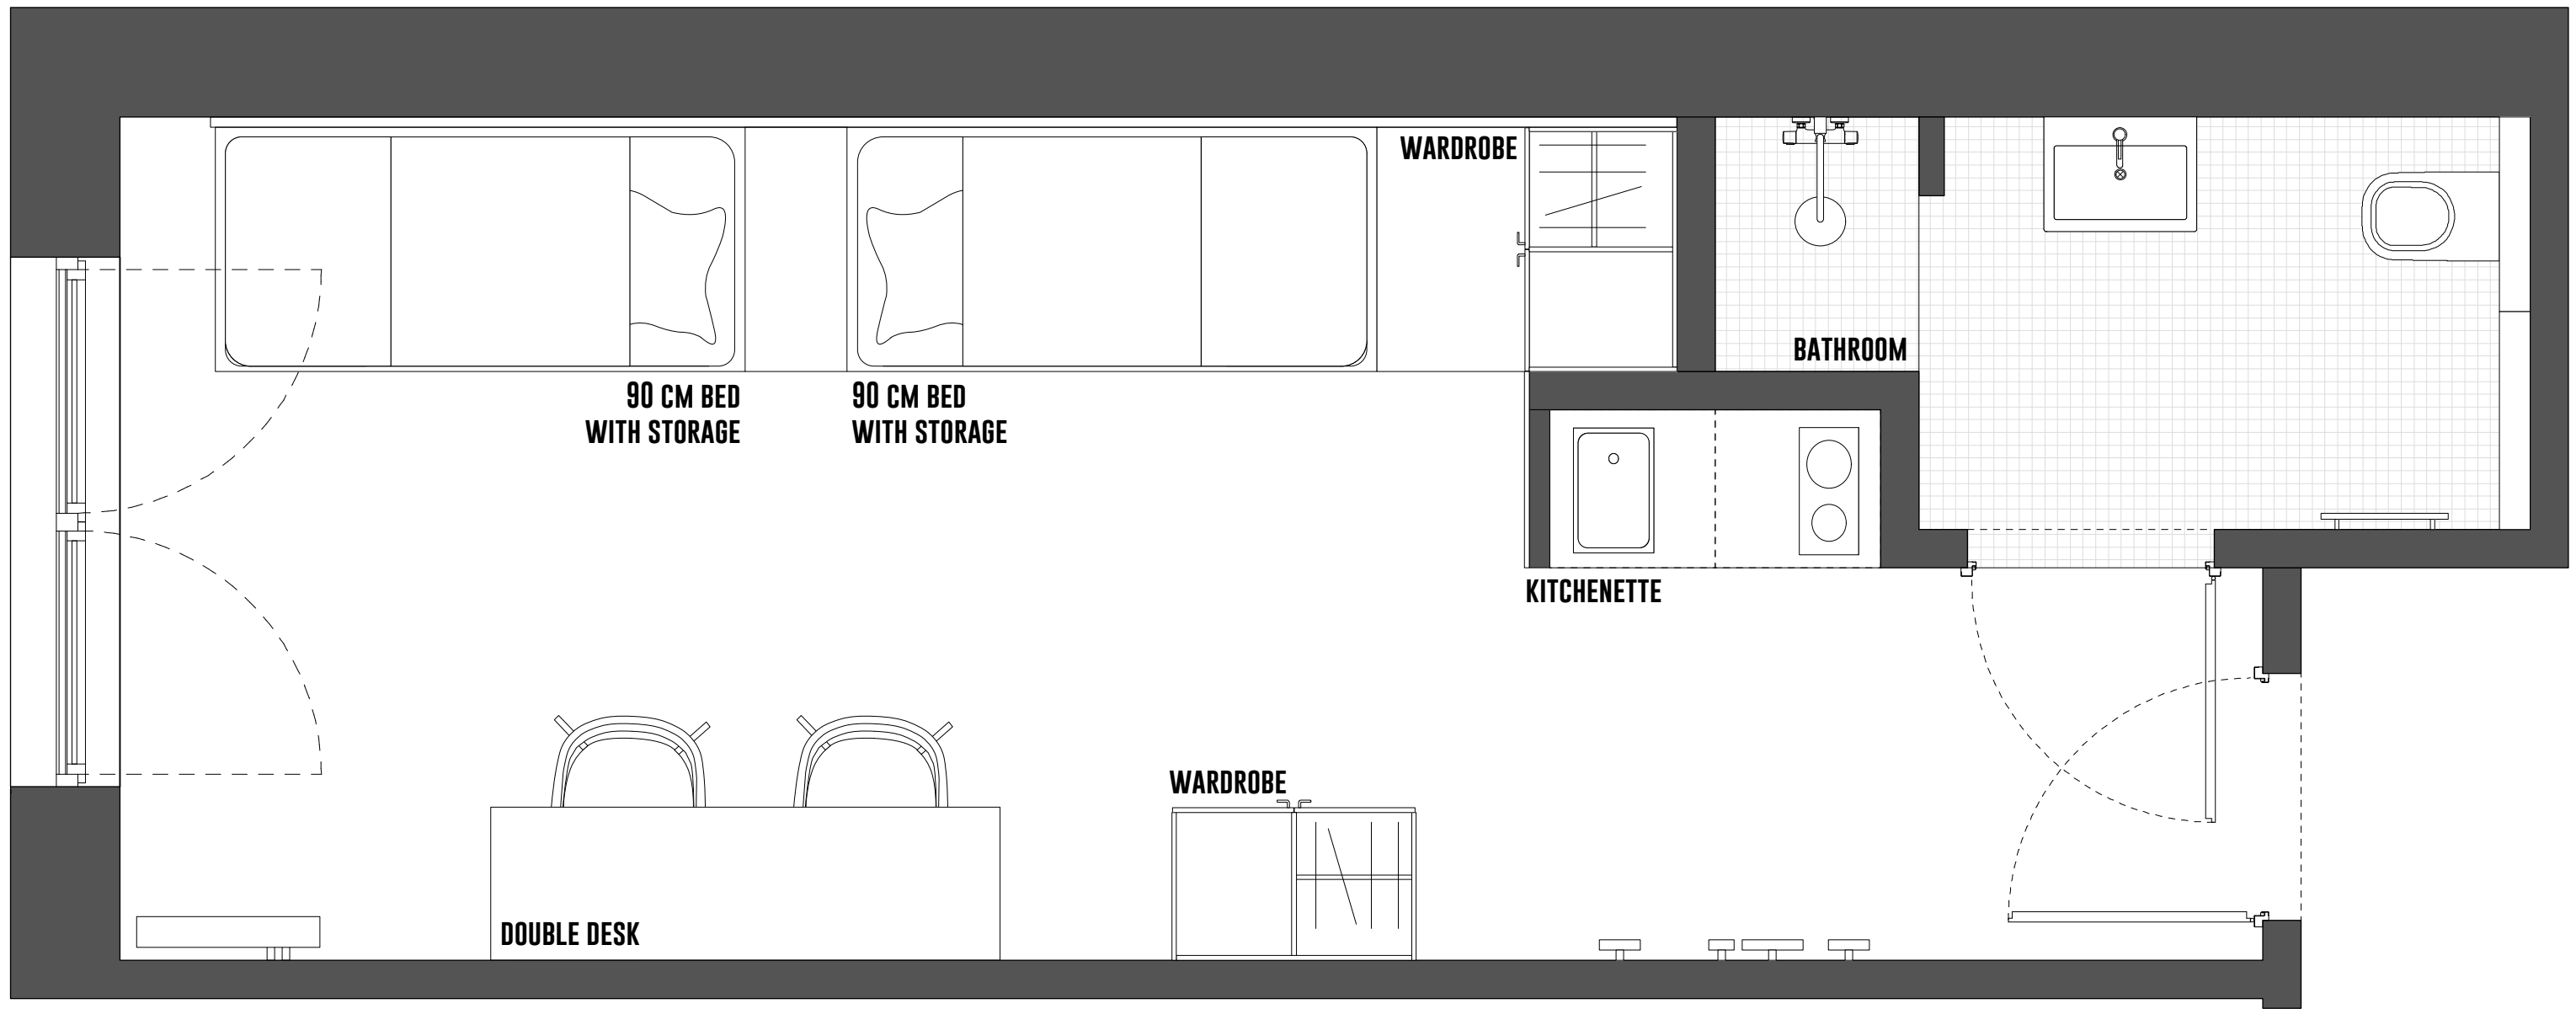 WARDROBE
BATHROOM
90 CM BED
WITH STORAGE
90 CM BED
WITH STORAGE
KITCHENETTE
WARDROBE
DOUBLE DESK